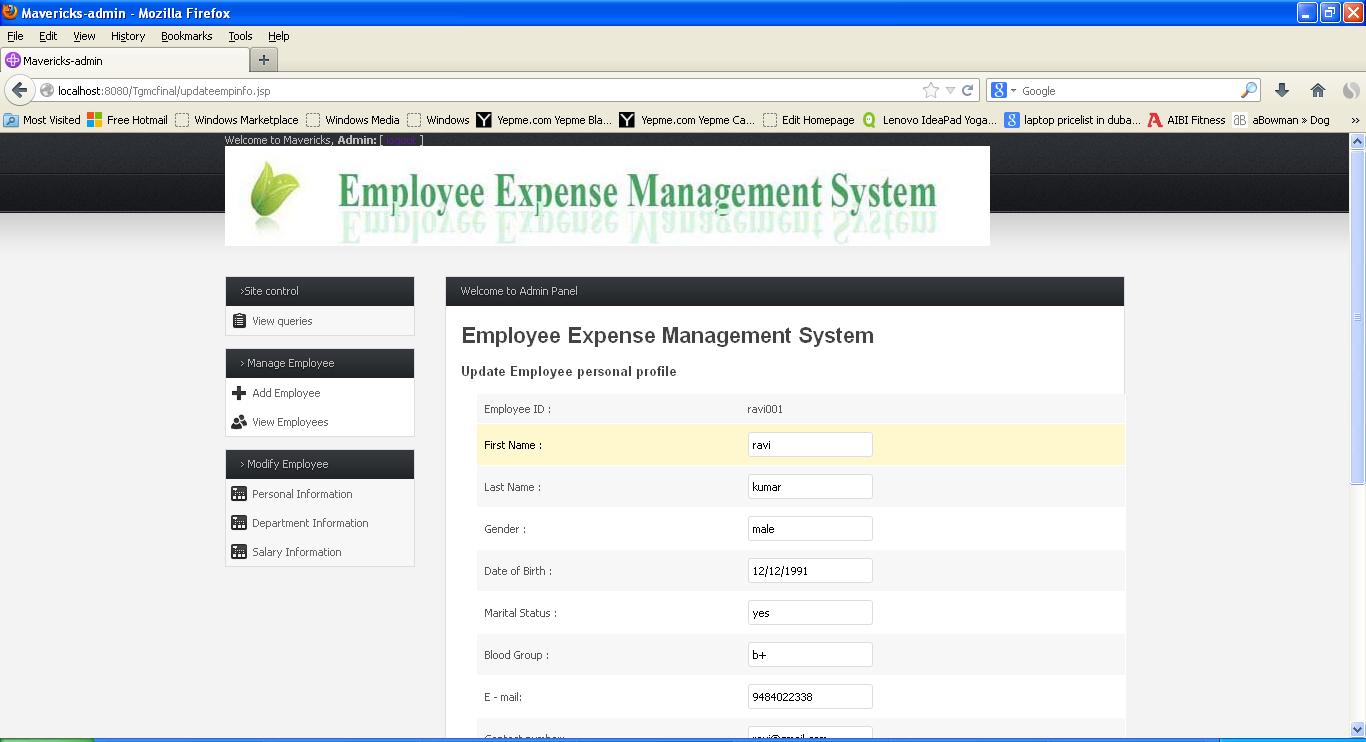 Mavericks-admin - Mozilla Firefox
File Edit View History Bookmarks Tools Help
Mavericks-admin
localhost:8080/Tgmcfinal/updateempinfo.jsp
Google
Most Visited Free Hotmail Windows Marketplace Windows Media Windows Yepme.com Yepme Bla... Yepme.com Yepme Ca... Edit Homepage Lenovo IdeaPad Yoga... laptop pricelist in duba... AIBI Fitness aBowman » Dog »
Welcome to Mavericks, Admin: [ logout ]
Employee Expense Management System
>Site control
View queries
> Manage Employee
Add Employee
View Employees
> Modify Employee
Personal Information
Department Information
Salary Information
Welcome to Admin Panel
Employee Expense Management System
Update Employee personal profile
Employee ID : ravi001
First Name : ravi
Last Name : kumar
Gender : male
Date of Birth : 12/12/1991
Marital Status : yes
Blood Group : b+
E - mail: 9484022338
Contact number: ravi@gmail.com